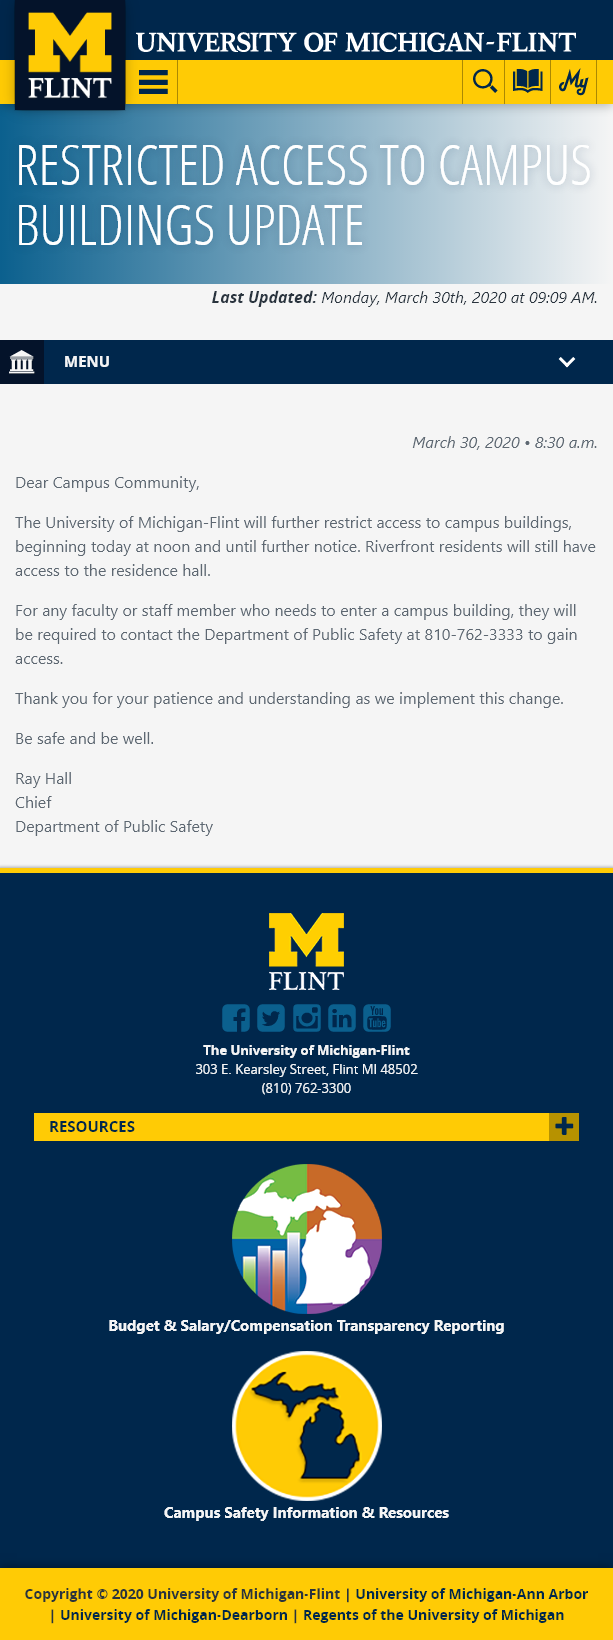 M
FLINT
UNIVERSITY OF MICHIGAN-FLINT
My
RESTRICTED ACCESS TO CAMPUS
BUILDINGS UPDATE
Last Updated: Monday, March 30th, 2020 at 09:09 AM.
MENU
March 30, 2020 • 8:30 a.m.
Dear Campus Community,
The University of Michigan-Flint will further restrict access to campus buildings,
beginning today at noon and until further notice. Riverfront residents will still have
access to the residence hall.
For any faculty or staff member who needs to enter a campus building, they will
be required to contact the Department of Public Safety at 810-762-3333 to gain
access.
Thank you for your patience and understanding as we implement this change.
Be safe and be well.
Ray Hall
Chief
Department of Public Safety
M
FLINT
You
Tube
The University of Michigan-Flint
303 E. Kearsley Street, Flint MI 48502
(810) 762-3300
RESOURCES
Budget & Salary/Compensation Transparency Reporting
Campus Safety Information & Resources
Copyright © 2020 University of Michigan-Flint | University of Michigan-Ann Arbor
| University of Michigan-Dearborn | Regents of the University of Michigan